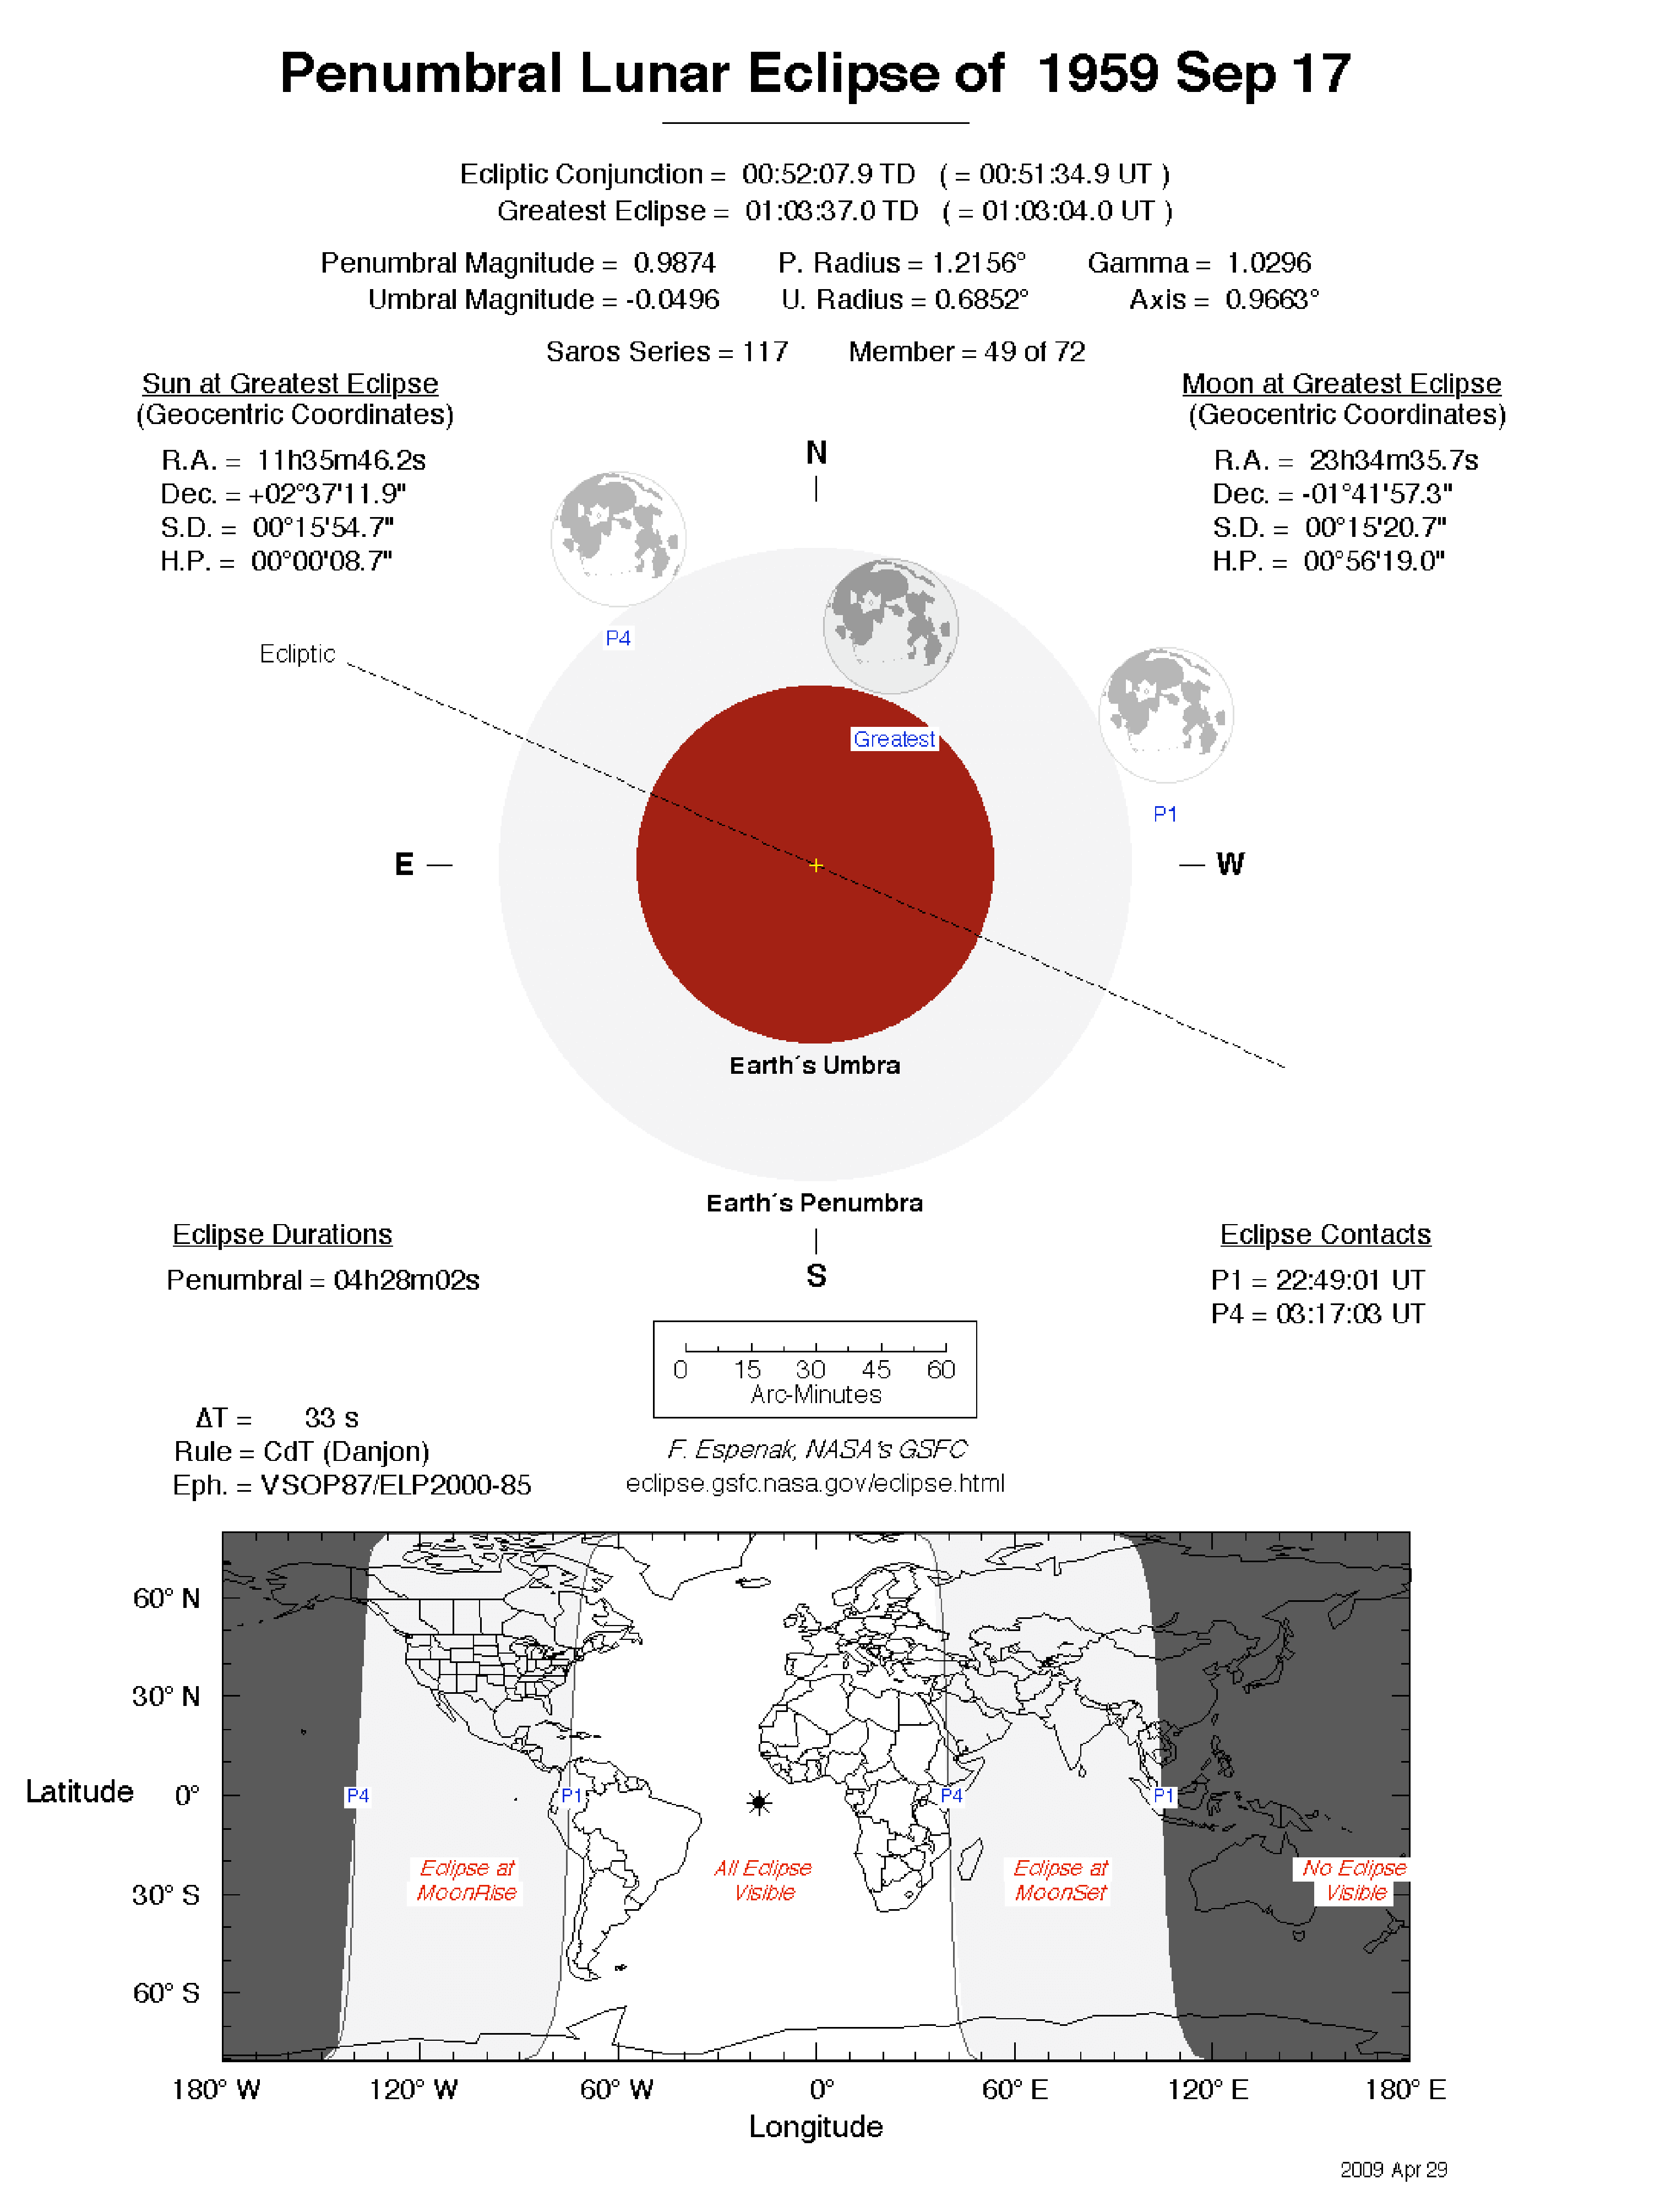 Penumbral Lunar Eclipse of 1959 Sep 17
Ecliptic Conjunction = 00:52:07.9 TD ( = 00:51:34.9 UT )
Greatest Eclipse = 01:03:37.0 TD ( = 01:03:04.0 UT )
Penumbral Magnitude = 0.9874 P. Radius = 1.2156° Gamma = 1.0296
Umbral Magnitude = -0.0496 U. Radius = 0.6852° Axis = 0.9663°
Saros Series = 117 Member = 49 of 72
Sun at Greatest Eclipse
(Geocentric Coordinates)
R.A. = 11h35m46.2s
Dec. = +02°37'11.9"
S.D. = 00°15'54.7"
H.P. = 00°00'08.7"
Moon at Greatest Eclipse
(Geocentric Coordinates)
R.A. = 23h34m35.7s
Dec. = -01°41'57.3"
S.D. = 00°15'20.7"
H.P. = 00°56'19.0"
N
P4
Ecliptic
Greatest
P1
E
W
Earth´s Umbra
Earth´s Penumbra
S
Eclipse Durations
Penumbral = 04h28m02s
Eclipse Contacts
P1 = 22:49:01 UT
P4 = 03:17:03 UT
0 15 30 45 60
Arc-Minutes
ΔT = 33 s
Rule = CdT (Danjon)
Eph. = VSOP87/ELP2000-85
F. Espenak, NASA's GSFC
eclipse.gsfc.nasa.gov/eclipse.html
60° N
30° N
Latitude 0°
30° S
60° S
P4 P1 P4 P1
Eclipse at
MoonRise
All Eclipse
Visible
Eclipse at
MoonSet
No Eclipse
Visible
180° W 120° W 60° W 0° 60° E 120° E 180° E
Longitude
2009 Apr 29